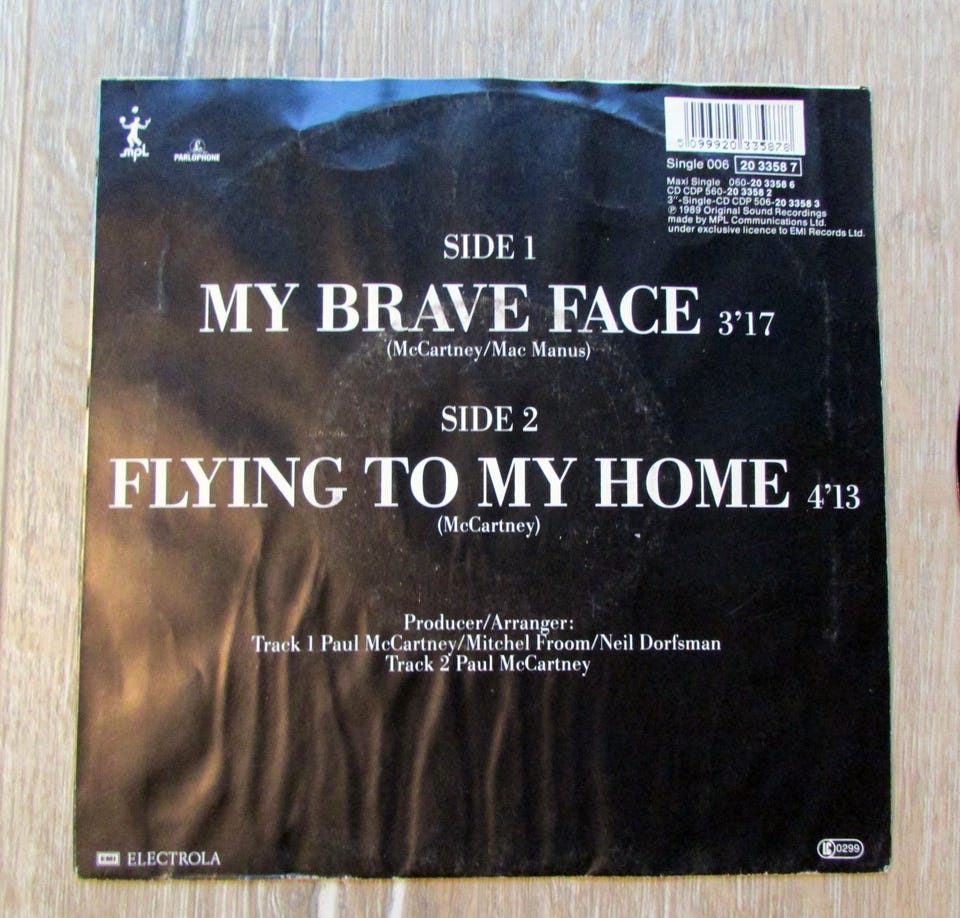 mpl
PARLOPHONE
5 099920 335878
Single 006 20 3358 7
Maxi Single 060-20 3358 6
CD CDP 560-20 3358 2
3"-Single-CD CDP 506-20 3358 3
℗ 1989 Original Sound Recordings
made by MPL Communications Ltd.
under exclusive licence to EMI Records Ltd.
SIDE 1
MY BRAVE FACE 3'17
(McCartney/Mac Manus)
SIDE 2
FLYING TO MY HOME 4'13
(McCartney)
Producer/Arranger:
Track 1 Paul McCartney/Mitchel Froom/Neil Dorfsman
Track 2 Paul McCartney
EMI ELECTROLA
LC 0299